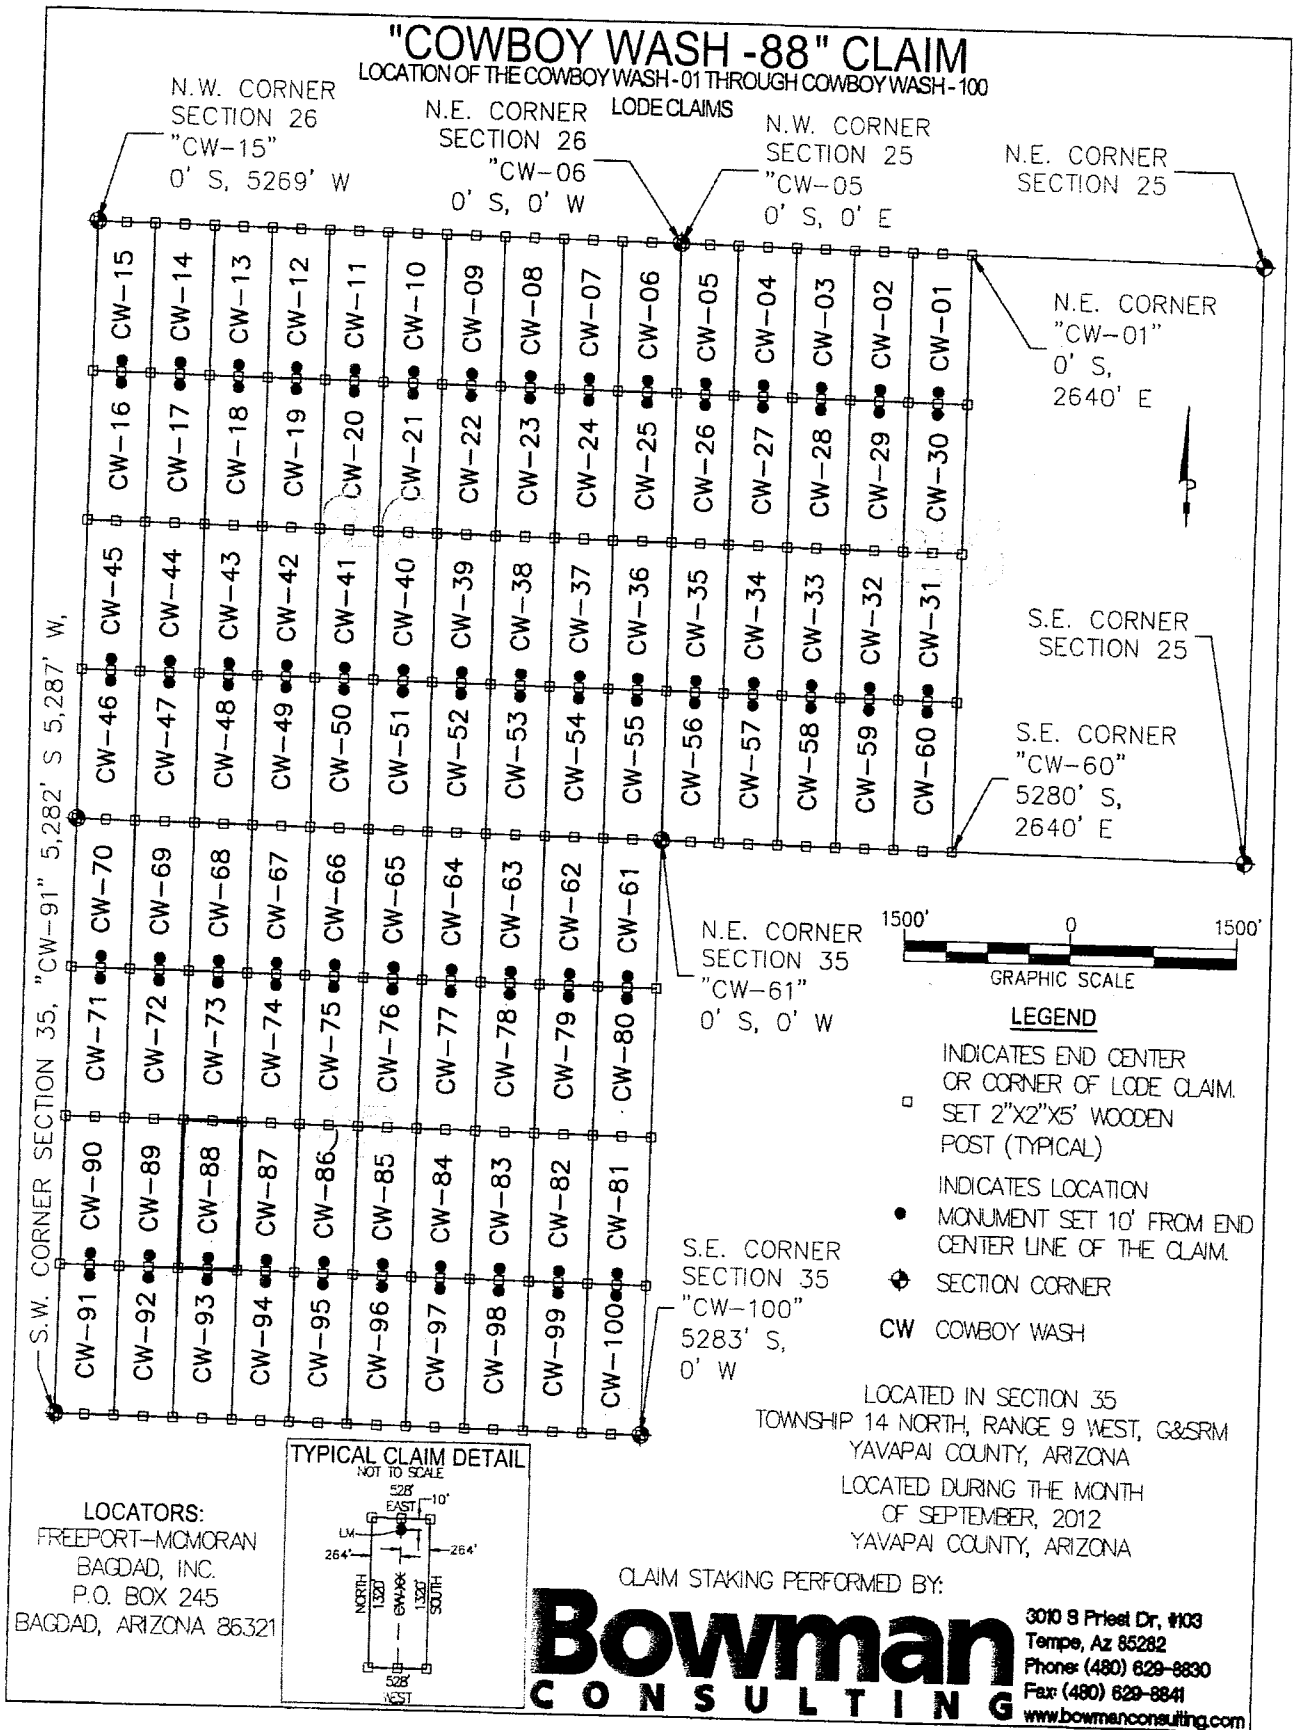 "COWBOY WASH -88" CLAIM
LOCATION OF THE COWBOY WASH - 01 THROUGH COWBOY WASH - 100
LODE CLAIMS
N.W. CORNER
SECTION 26
"CW-15"
0' S, 5269' W
N.E. CORNER
SECTION 26
"CW-06
0' S, 0' W
N.W. CORNER
SECTION 25
"CW-05
0' S, 0' E
N.E. CORNER
SECTION 25
CW-15 CW-14 CW-13 CW-12 CW-11 CW-10 CW-09 CW-08 CW-07 CW-06 CW-05 CW-04 CW-03 CW-02 CW-01
N.E. CORNER
"CW-01"
0' S,
2640' E
CW-16 CW-17 CW-18 CW-19 CW-20 CW-21 CW-22 CW-23 CW-24 CW-25 CW-26 CW-27 CW-28 CW-29 CW-30
CW-45 CW-44 CW-43 CW-42 CW-41 CW-40 CW-39 CW-38 CW-37 CW-36 CW-35 CW-34 CW-33 CW-32 CW-31
S.E. CORNER
SECTION 25
CW-46 CW-47 CW-48 CW-49 CW-50 CW-51 CW-52 CW-53 CW-54 CW-55 CW-56 CW-57 CW-58 CW-59 CW-60
S.E. CORNER
"CW-60"
5280' S,
2640' E
CW-70 CW-69 CW-68 CW-67 CW-66 CW-65 CW-64 CW-63 CW-62 CW-61
N.E. CORNER
SECTION 35
"CW-61"
0' S, 0' W
CW-71 CW-72 CW-73 CW-74 CW-75 CW-76 CW-77 CW-78 CW-79 CW-80
CW-90 CW-89 CW-88 CW-87 CW-86 CW-85 CW-84 CW-83 CW-82 CW-81
CW-91 CW-92 CW-93 CW-94 CW-95 CW-96 CW-97 CW-98 CW-99 CW-100
S.E. CORNER
SECTION 35
"CW-100"
5283' S,
0' W
S.W. CORNER SECTION 35, "CW-91" 5,282' S 5,287' W,
1500' 0 1500'
GRAPHIC SCALE
LEGEND
INDICATES END CENTER
OR CORNER OF LODE CLAIM.
SET 2"X2"X5' WOODEN
POST (TYPICAL)
INDICATES LOCATION
MONUMENT SET 10' FROM END
CENTER LINE OF THE CLAIM.
SECTION CORNER
CW COWBOY WASH
LOCATED IN SECTION 35
TOWNSHIP 14 NORTH, RANGE 9 WEST, G&SRM
YAVAPAI COUNTY, ARIZONA
LOCATED DURING THE MONTH
OF SEPTEMBER, 2012
YAVAPAI COUNTY, ARIZONA
TYPICAL CLAIM DETAIL
NOT TO SCALE
528'
EAST
10'
LM
264' 264'
NORTH
1320'
CW-XX
1320'
SOUTH
528'
WEST
LOCATORS:
FREEPORT-MCMORAN
BAGDAD, INC.
P.O. BOX 245
BAGDAD, ARIZONA 86321
CLAIM STAKING PERFORMED BY:
Bowman
CONSULTING
3010 S Priest Dr, #103
Tempe, Az 85282
Phone: (480) 629-8830
Fax: (480) 629-8841
www.bowmanconsulting.com